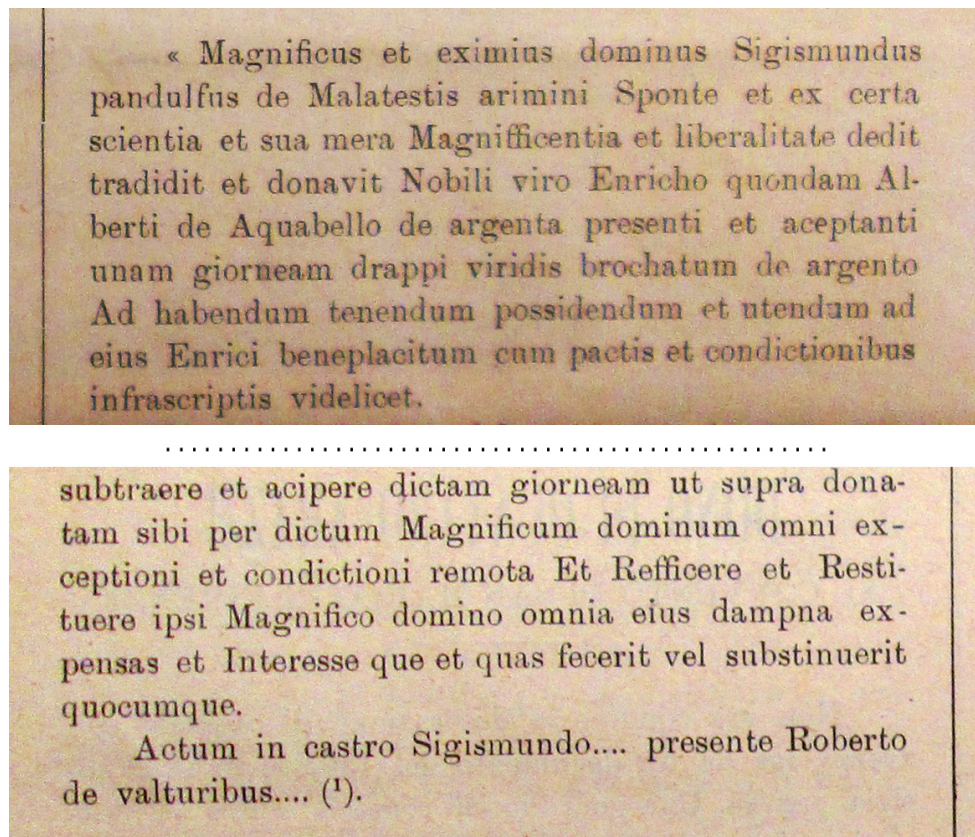 « Magnificus et eximius dominus Sigismundus
pandulfus de Malatestis arimini Sponte et ex certa
scientia et sua mera Magnifficentia et liberalitate dedit
tradidit et donavit Nobili viro Enricho quondam Al-
berti de Aquabello de argenta presenti et aceptanti
unam giorneam drappi viridis brochatum de argento
Ad habendum tenendum possidendum et utendum ad
eius Enrici beneplacitum cum pactis et condictionibus
infrascriptis videlicet.
..................................................
subtraere et acipere dictam giorneam ut supra dona-
tam sibi per dictum Magnificum dominum omni ex-
ceptioni et condictioni remota Et Refficere et Resti-
tuere ipsi Magnifico domino omnia eius dampna ex-
pensas et Interesse que et quas fecerit vel substinuerit
quocumque.
Actum in castro Sigismundo.... presente Roberto
de valturibus.... (¹).